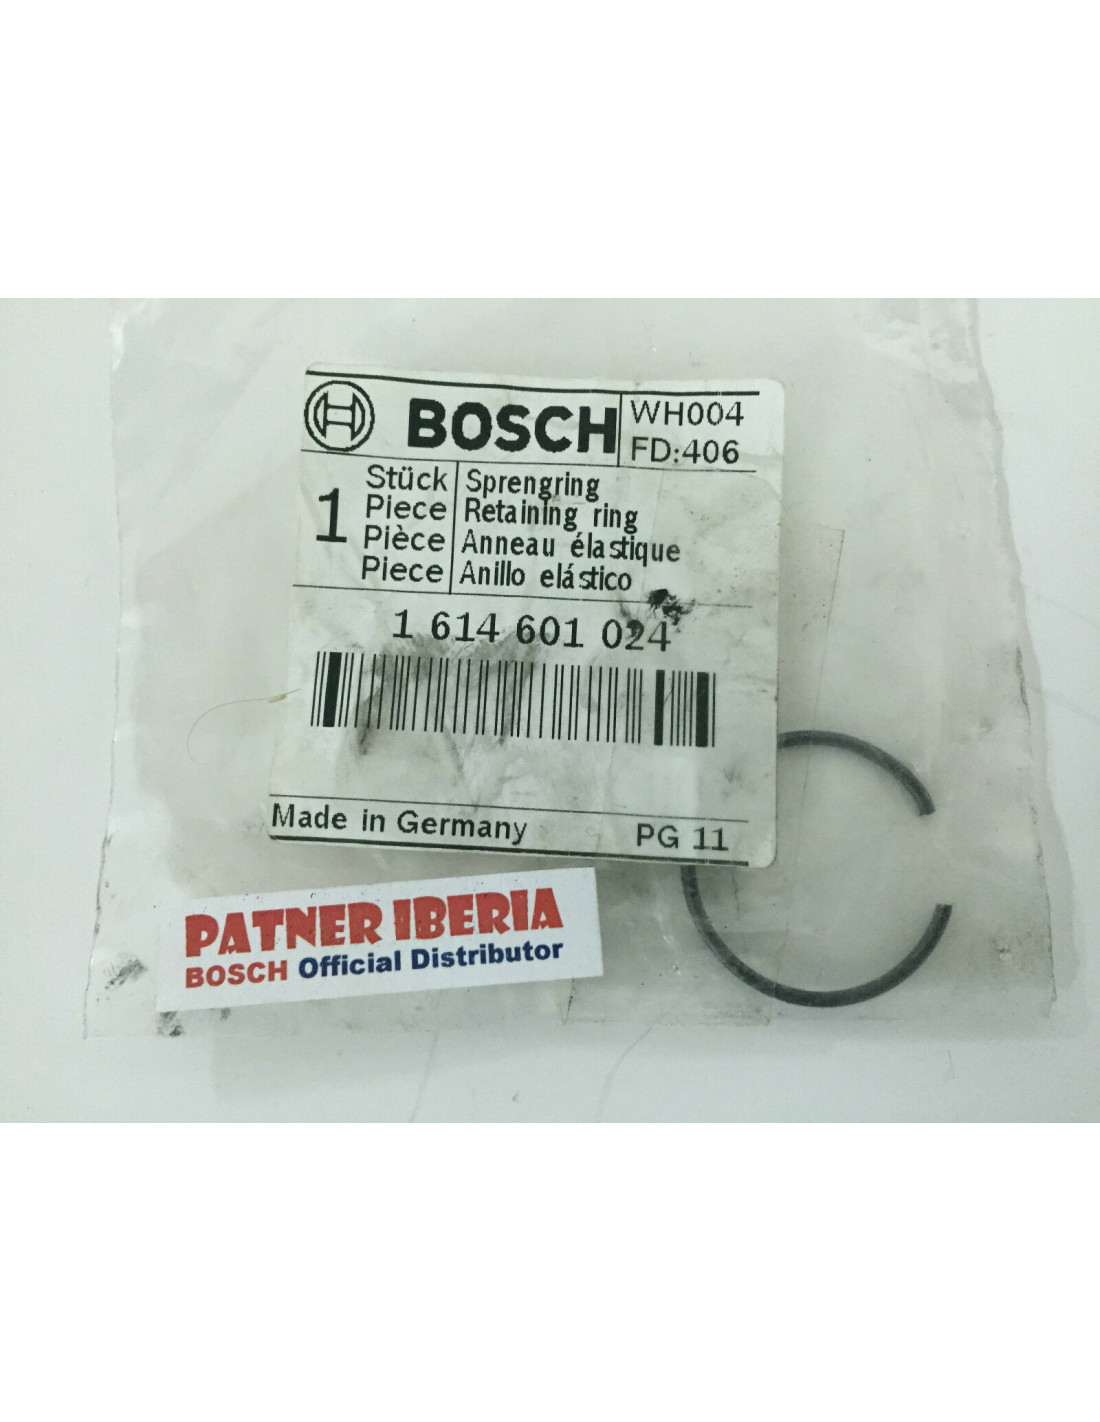 BOSCH
WH004
FD:406
1
Stück
Piece
Pièce
Piece
Sprengring
Retaining ring
Anneau élastique
Anillo elástico
1 614 601 024
Made in Germany
PG 11
PATNER IBERIA
BOSCH Official Distributor